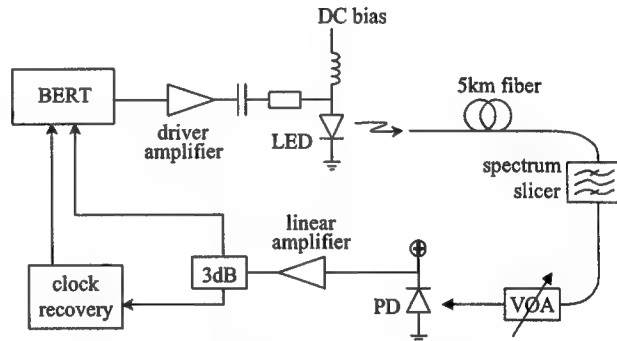 DC bias
BERT
driver
amplifier
LED
5km fiber
spectrum
slicer
linear
amplifier
3dB
clock
recovery
PD
VOA